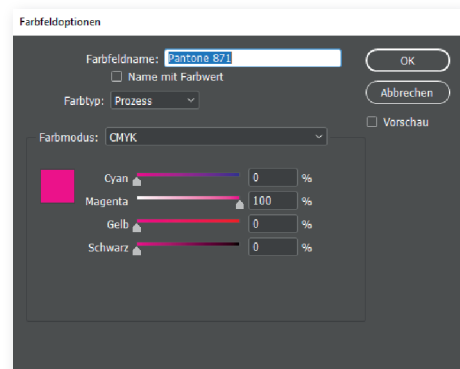 Farbfeldoptionen
Farbfeldname: Pantone 871
Name mit Farbwert
Farbtyp: Prozess
Farbmodus: CMYK
Cyan 0 %
Magenta 100 %
Gelb 0 %
Schwarz 0 %
OK
Abbrechen
Vorschau